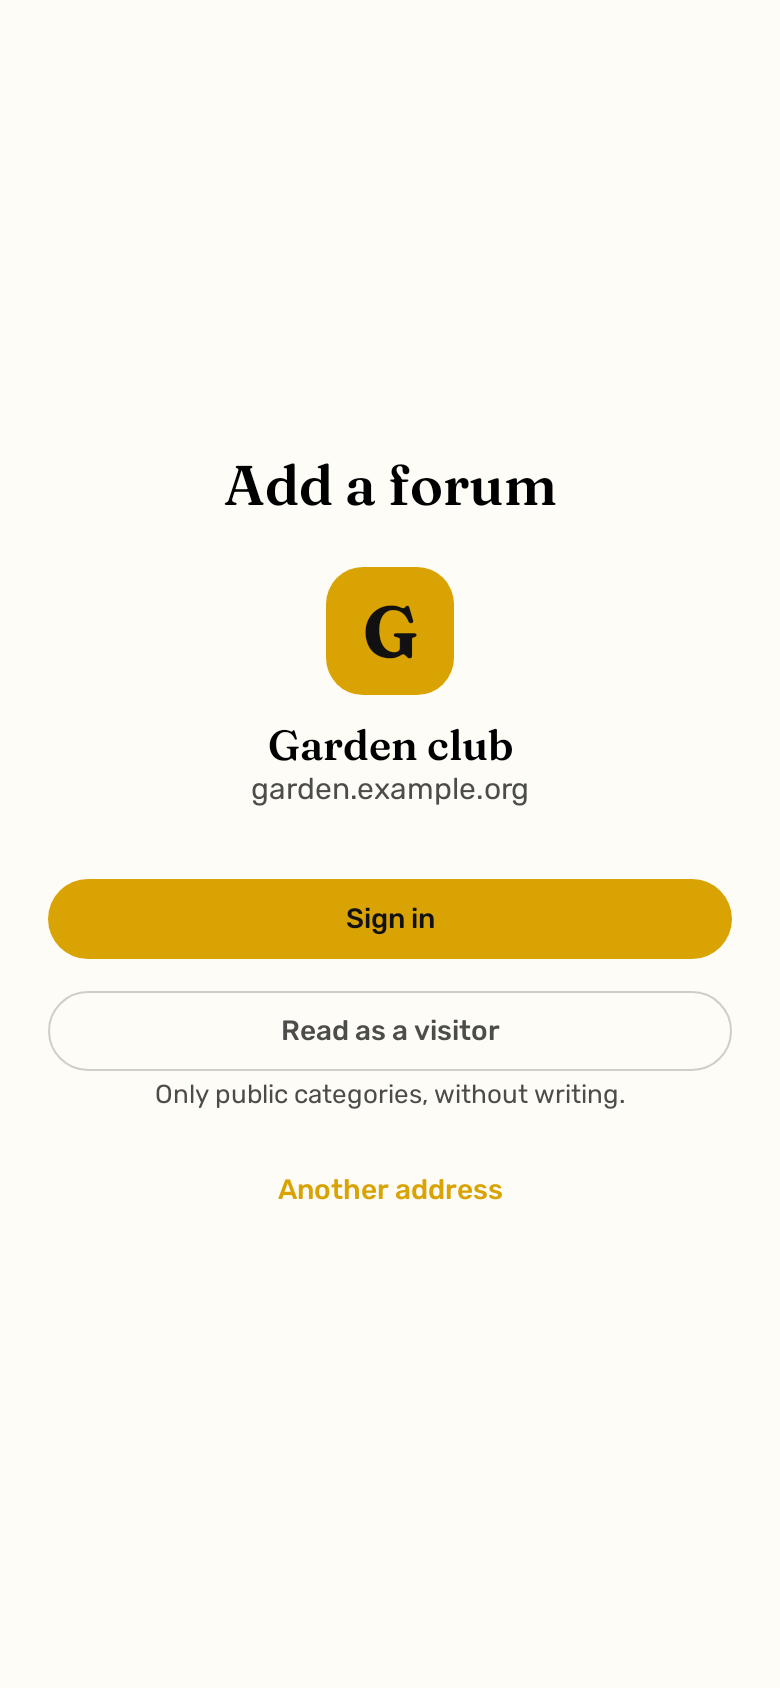 Add a forum
G
Garden club
garden.example.org
Sign in
Read as a visitor
Only public categories, without writing.
Another address